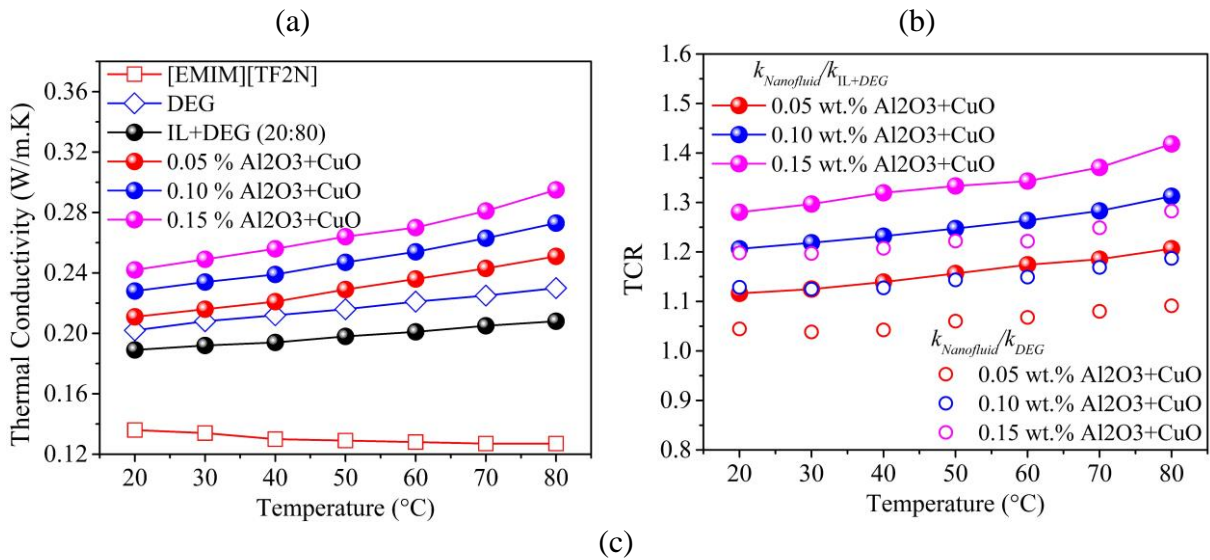 (a)
(b)
Thermal Conductivity (W/m.K)
0.36
0.32
0.28
0.24
0.20
0.16
0.12
[EMIM][TF2N]
DEG
IL+DEG (20:80)
0.05 % Al2O3+CuO
0.10 % Al2O3+CuO
0.15 % Al2O3+CuO
20 30 40 50 60 70 80
Temperature (°C)
TCR
1.6
1.5
1.4
1.3
1.2
1.1
1.0
0.9
0.8
kNanofluid/kIL+DEG
0.05 wt.% Al2O3+CuO
0.10 wt.% Al2O3+CuO
0.15 wt.% Al2O3+CuO
kNanofluid/kDEG
0.05 wt.% Al2O3+CuO
0.10 wt.% Al2O3+CuO
0.15 wt.% Al2O3+CuO
20 30 40 50 60 70 80
Temperature (°C)
(c)